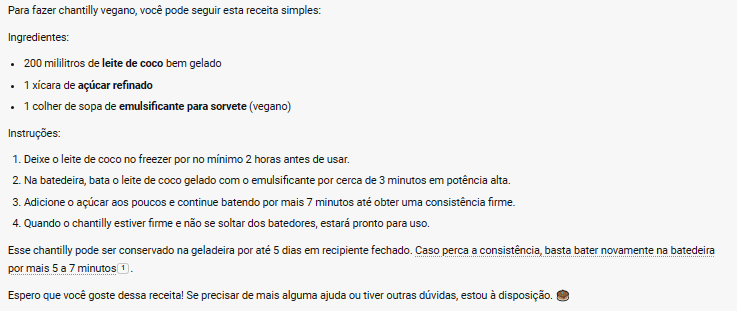 Para fazer chantilly vegano, você pode seguir esta receita simples:
Ingredientes:
• 200 mililitros de leite de coco bem gelado
• 1 xícara de açúcar refinado
• 1 colher de sopa de emulsificante para sorvete (vegano)
Instruções:
1. Deixe o leite de coco no freezer por no mínimo 2 horas antes de usar.
2. Na batedeira, bata o leite de coco gelado com o emulsificante por cerca de 3 minutos em potência alta.
3. Adicione o açúcar aos poucos e continue batendo por mais 7 minutos até obter uma consistência firme.
4. Quando o chantilly estiver firme e não se soltar dos batedores, estará pronto para uso.
Esse chantilly pode ser conservado na geladeira por até 5 dias em recipiente fechado. Caso perca a consistência, basta bater novamente na batedeira
por mais 5 a 7 minutos 1 .
Espero que você goste dessa receita! Se precisar de mais alguma ajuda ou tiver outras dúvidas, estou à disposição.